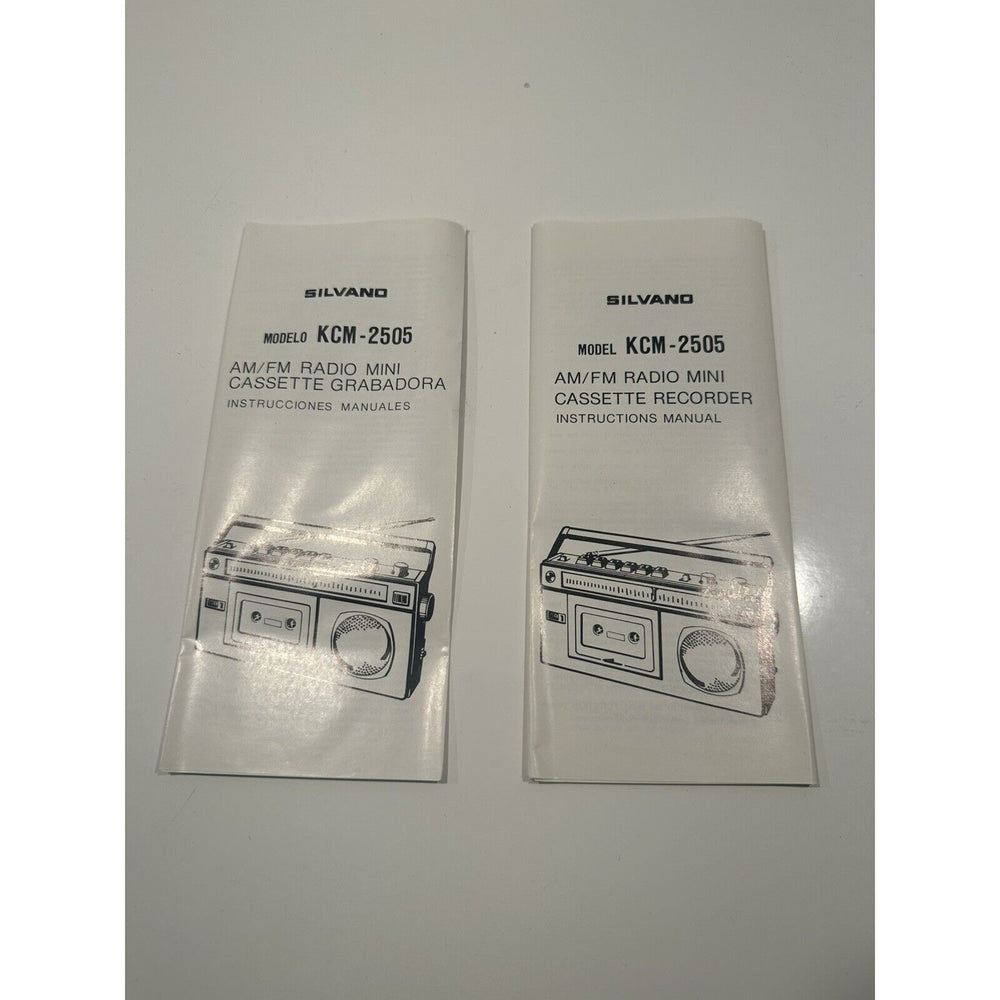 SILVANO
MODELO KCM-2505
AM/FM RADIO MINI
CASSETTE GRABADORA
INSTRUCCIONES MANUALES
SILVANO
MODEL KCM-2505
AM/FM RADIO MINI
CASSETTE RECORDER
INSTRUCTIONS MANUAL